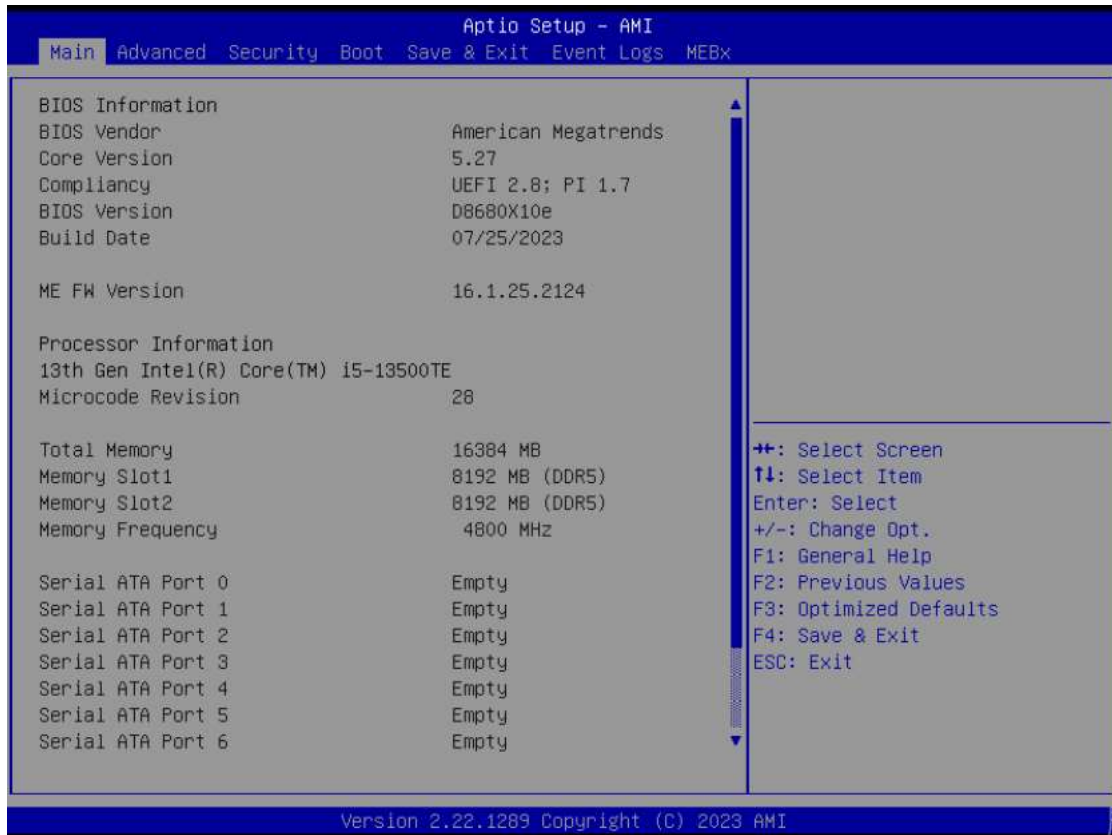 Aptio Setup - AMI
Main Advanced Security Boot Save & Exit Event Logs MEBx
BIOS Information
BIOS Vendor American Megatrends
Core Version 5.27
Compliancy UEFI 2.8; PI 1.7
BIOS Version D8680X10e
Build Date 07/25/2023
ME FW Version 16.1.25.2124
Processor Information
13th Gen Intel(R) Core(TM) i5-13500TE
Microcode Revision 28
Total Memory 16384 MB
Memory Slot1 8192 MB (DDR5)
Memory Slot2 8192 MB (DDR5)
Memory Frequency 4800 MHz
Serial ATA Port 0 Empty
Serial ATA Port 1 Empty
Serial ATA Port 2 Empty
Serial ATA Port 3 Empty
Serial ATA Port 4 Empty
Serial ATA Port 5 Empty
Serial ATA Port 6 Empty
→←: Select Screen
↑↓: Select Item
Enter: Select
+/-: Change Opt.
F1: General Help
F2: Previous Values
F3: Optimized Defaults
F4: Save & Exit
ESC: Exit
Version 2.22.1289 Copyright (C) 2023 AMI